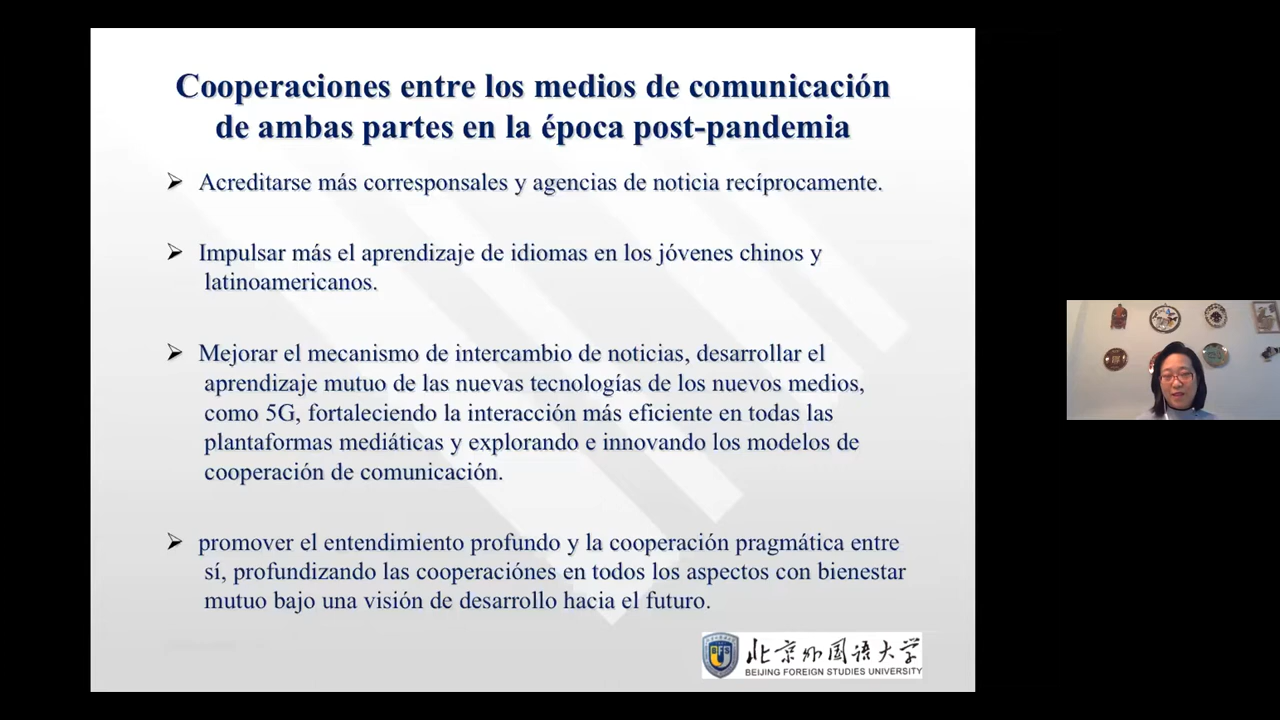 Cooperaciones entre los medios de comunicación
de ambas partes en la época post-pandemia
➢ Acreditarse más corresponsales y agencias de noticia recíprocamente.
➢ Impulsar más el aprendizaje de idiomas en los jóvenes chinos y
latinoamericanos.
➢ Mejorar el mecanismo de intercambio de noticias, desarrollar el
aprendizaje mutuo de las nuevas tecnologías de los nuevos medios,
como 5G, fortaleciendo la interacción más eficiente en todas las
plantaformas mediáticas y explorando e innovando los modelos de
cooperación de comunicación.
➢ promover el entendimiento profundo y la cooperación pragmática entre
sí, profundizando las cooperaciónes en todos los aspectos con bienestar
mutuo bajo una visión de desarrollo hacia el futuro.
北京外国语大学
BEIJING FOREIGN STUDIES UNIVERSITY